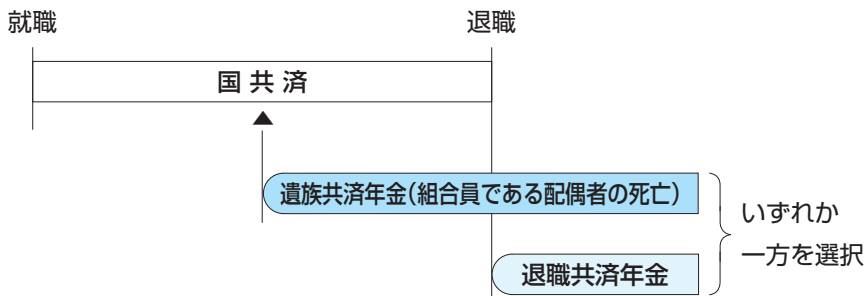 就職
退職
国共済
遺族共済年金(組合員である配偶者の死亡)
いずれか
一方を選択
退職共済年金